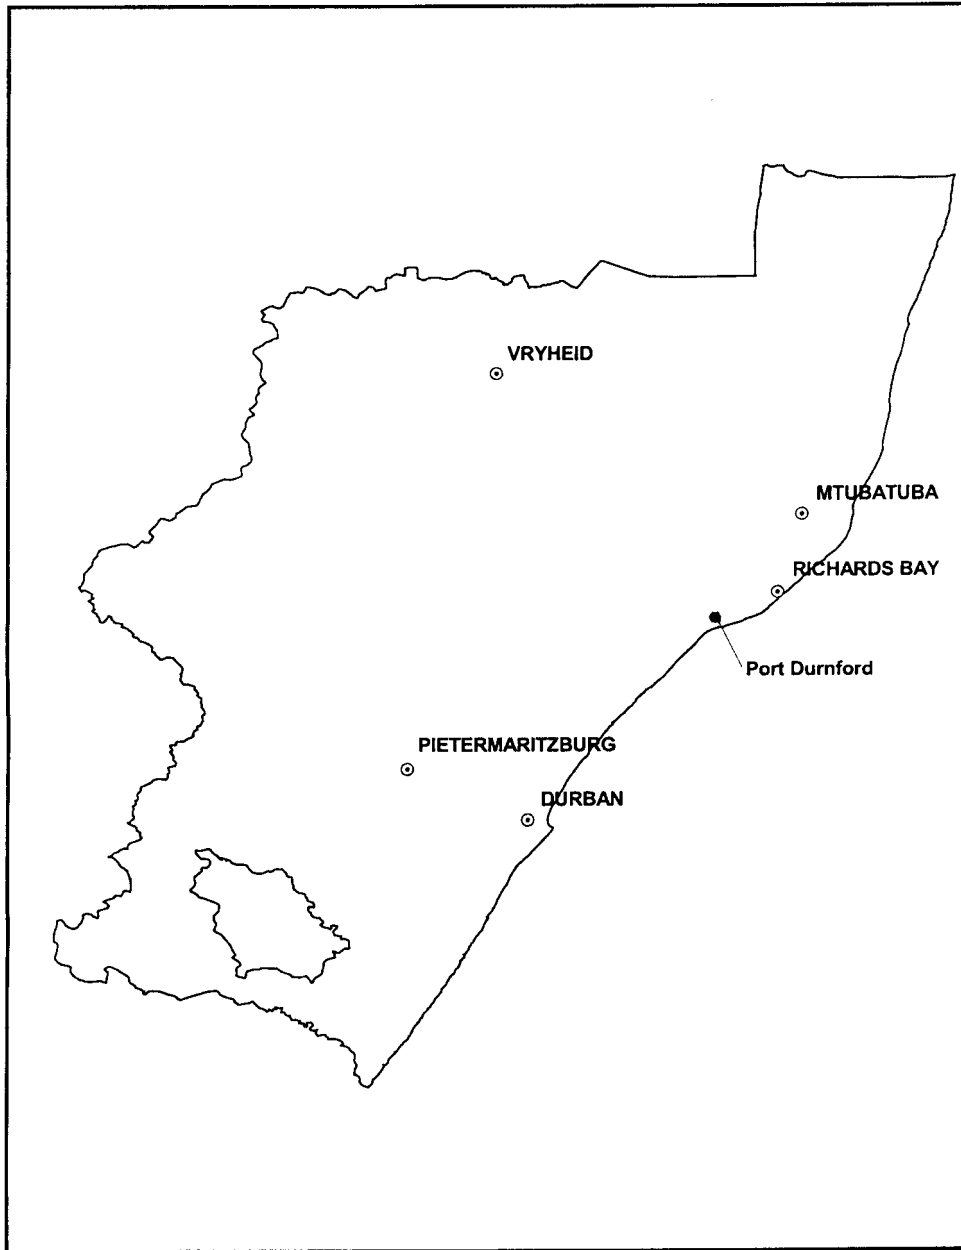 VRYHEID
MTUBATUBA
RICHARDS BAY
Port Durnford
PIETERMARITZBURG
DURBAN